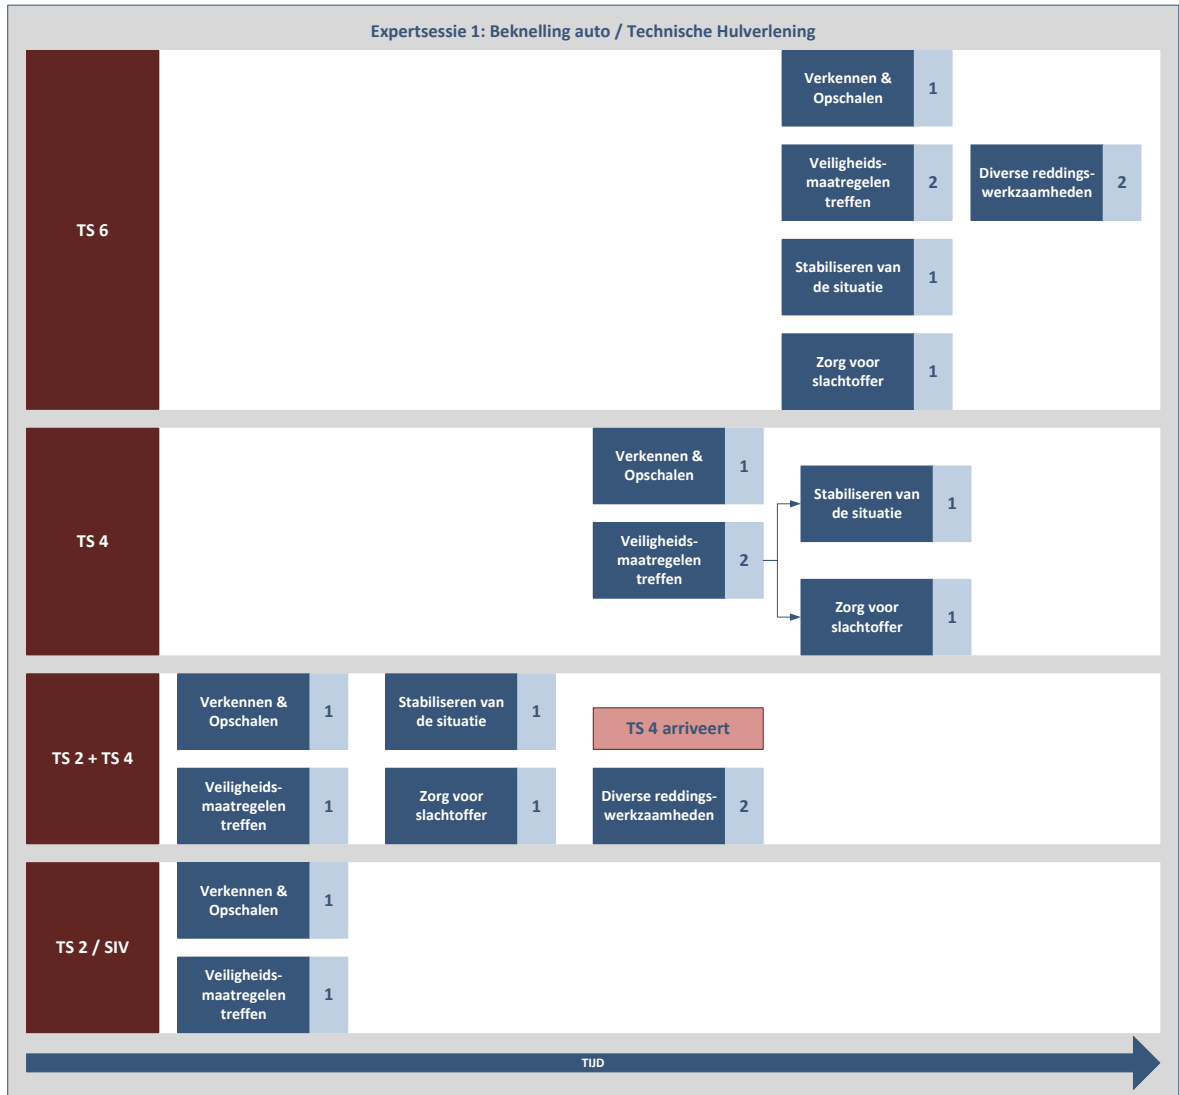 Expertsessie 1: Beknelling auto / Technische Hulverlening
TS 6
Verkennen &
Opschalen
1
Veiligheids-
maatregelen
treffen
2
Diverse reddings-
werkzaamheden
2
Stabiliseren van
de situatie
1
Zorg voor
slachtoffer
1
TS 4
Verkennen &
Opschalen
1
Veiligheids-
maatregelen
treffen
2
Stabiliseren van
de situatie
1
Zorg voor
slachtoffer
1
TS 2 + TS 4
Verkennen &
Opschalen
1
Stabiliseren van
de situatie
1
TS 4 arriveert
Veiligheids-
maatregelen
treffen
1
Zorg voor
slachtoffer
1
Diverse reddings-
werkzaamheden
2
TS 2 / SIV
Verkennen &
Opschalen
1
Veiligheids-
maatregelen
treffen
1
TIJD